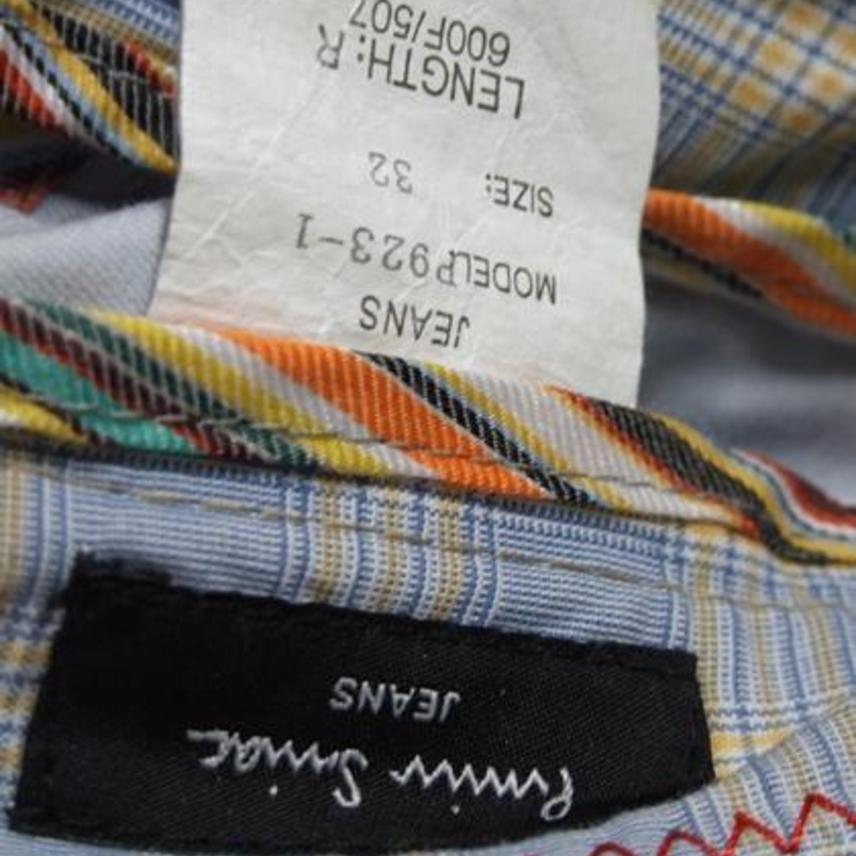 JEANS
MODEL:P923-1
SIZE: 32
LENGTH:R
600F/507
JEANS